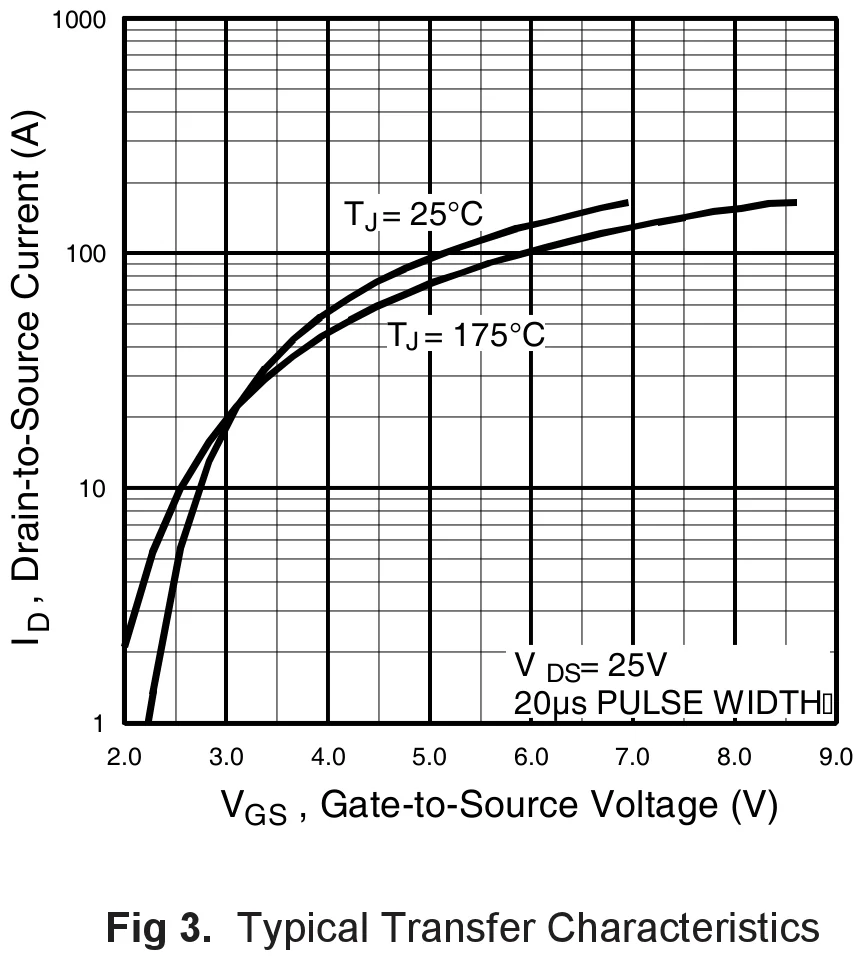 1000
100
10
1
I_D , Drain-to-Source Current (A)
T_J = 25°C
T_J = 175°C
V_DS = 25V
20µs PULSE WIDTH
2.0 3.0 4.0 5.0 6.0 7.0 8.0 9.0
V_GS , Gate-to-Source Voltage (V)
Fig 3. Typical Transfer Characteristics